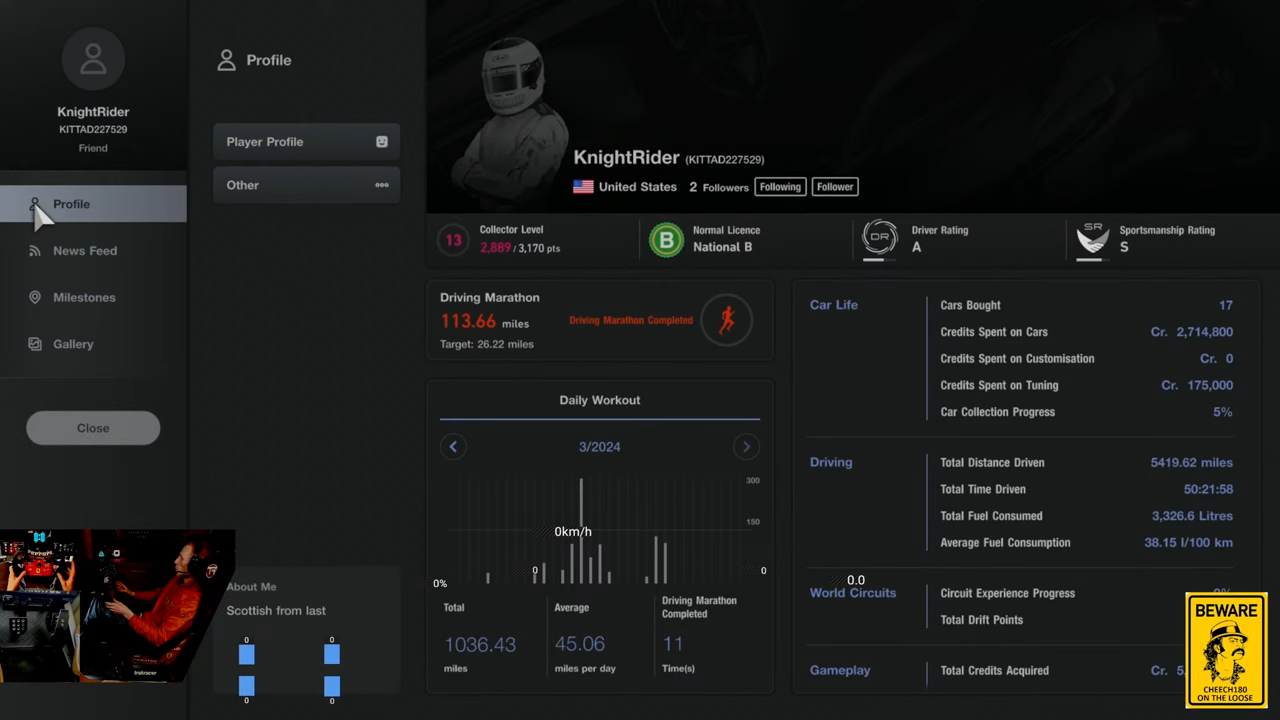 KnightRider
KITTAD227529
Friend
Profile
News Feed
Milestones
Gallery
Close
Profile
Player Profile
Other
About Me
Scottish from last
0 0
0 0
KnightRider (KITTAD227529)
United States 2 Followers Following Follower
13 Collector Level
2,889 / 3,170 pts
B Normal Licence
National B
DR Driver Rating
A
SR Sportsmanship Rating
S
Driving Marathon
113.66 miles
Driving Marathon Completed
Target: 26.22 miles
Daily Workout
3/2024
300
150
0km/h
0% 0 0
Total
1036.43
miles
Average
45.06
miles per day
Driving Marathon
Completed
11
Time(s)
Car Life
Cars Bought 17
Credits Spent on Cars Cr. 2,714,800
Credits Spent on Customisation Cr. 0
Credits Spent on Tuning Cr. 175,000
Car Collection Progress 5%
Driving
Total Distance Driven 5419.62 miles
Total Time Driven 50:21:58
Total Fuel Consumed 3,326.6 Litres
Average Fuel Consumption 38.15 l/100 km
0.0
World Circuits
Circuit Experience Progress
Total Drift Points
Gameplay
Total Credits Acquired Cr.
BEWARE
CHEECH180
ON THE LOOSE